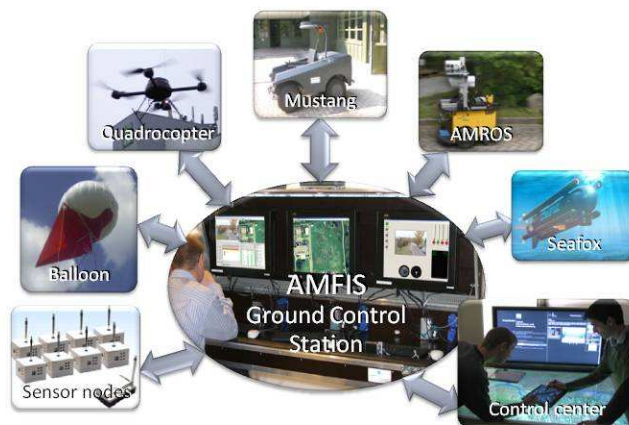 Mustang
Quadrocopter
AMROS
Balloon
Seafox
AMFIS
Ground Control
Station
Sensor nodes
Control center